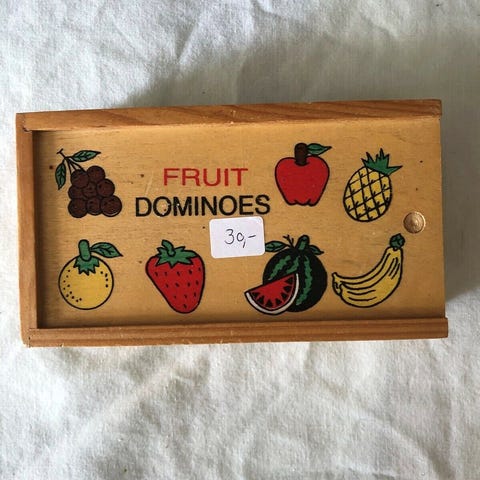 FRUIT
DOMINOES
30,-